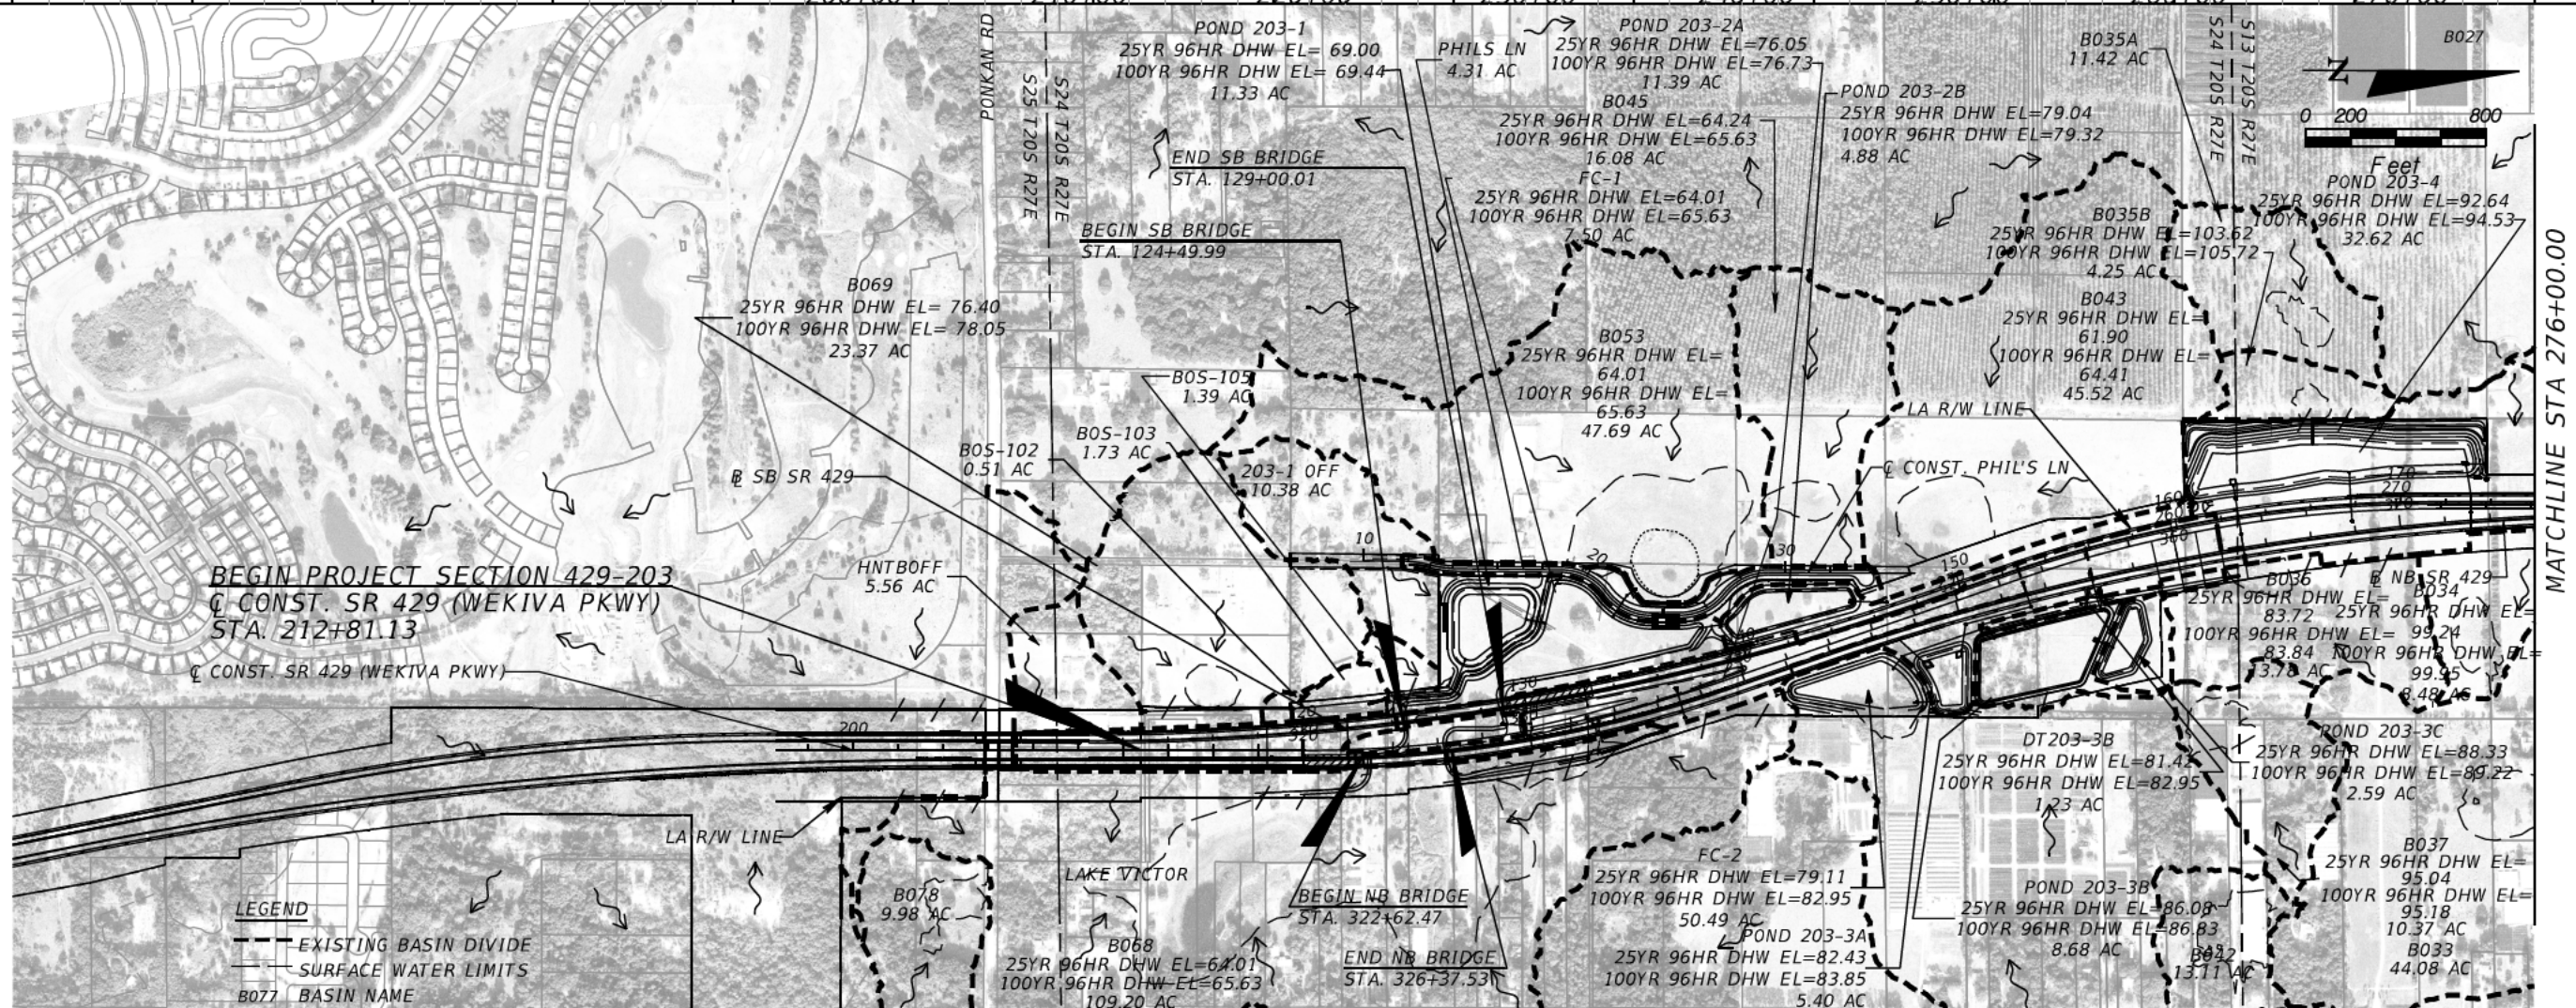 POND 203-1
25YR 96HR DHW EL= 69.00
100YR 96HR DHW EL= 69.44
11.33 AC
PHILS LN
4.31 AC
POND 203-2A
25YR 96HR DHW EL=76.05
100YR 96HR DHW EL=76.73
11.39 AC
B045
25YR 96HR DHW EL=64.24
100YR 96HR DHW EL=65.63
16.08 AC
FC-1
25YR 96HR DHW EL=64.01
100YR 96HR DHW EL=65.63
7.50 AC
POND 203-2B
25YR 96HR DHW EL=79.04
100YR 96HR DHW EL=79.32
4.88 AC
B035A
11.42 AC
B027
S24 T20S R27E
S13 T20S R27E
N
0 200 800
Feet
POND 203-4
25YR 96HR DHW EL=92.64
100YR 96HR DHW EL=94.53
32.62 AC
B035B
25YR 96HR DHW EL=103.62
100YR 96HR DHW EL=105.72
4.25 AC
B043
25YR 96HR DHW EL=
61.90
100YR 96HR DHW EL=
64.41
45.52 AC
PONKAN RD
S25 T20S R27E
S24 T20S R27E
END SB BRIDGE
STA. 129+00.01
BEGIN SB BRIDGE
STA. 124+49.99
B069
25YR 96HR DHW EL= 76.40
100YR 96HR DHW EL= 78.05
23.37 AC
B053
25YR 96HR DHW EL=
64.01
100YR 96HR DHW EL=
65.63
47.69 AC
B0S-105
1.39 AC
B0S-103
1.73 AC
B0S-102
0.51 AC
203-1 OFF
10.38 AC
LA R/W LINE
℄ CONST. PHIL'S LN
MATCHLINE STA 276+00.00
B SB SR 429
HNTBOFF
5.56 AC
BEGIN PROJECT SECTION 429-203
℄ CONST. SR 429 (WEKIVA PKWY)
STA. 212+81.13
℄ CONST. SR 429 (WEKIVA PKWY)
200
10
20
30
130
150
160
170
270
B036
25YR 96HR DHW EL=
83.72
100YR 96HR DHW EL=
83.84
13.78 AC
B NB SR 429
B034
25YR 96HR DHW EL=
99.24
100YR 96HR DHW EL=
99.95
8.48 AC
DT203-3B
25YR 96HR DHW EL=81.42
100YR 96HR DHW EL=82.95
1.23 AC
POND 203-3C
25YR 96HR DHW EL=88.33
100YR 96HR DHW EL=89.22
2.59 AC
LA R/W LINE
LAKE VICTOR
B078
9.98 AC
B068
25YR 96HR DHW EL=64.01
100YR 96HR DHW EL=65.63
109.20 AC
BEGIN NB BRIDGE
STA. 322+62.47
END NB BRIDGE
STA. 326+37.53
FC-2
25YR 96HR DHW EL=79.11
100YR 96HR DHW EL=82.95
50.49 AC
POND 203-3A
25YR 96HR DHW EL=82.43
100YR 96HR DHW EL=83.85
5.40 AC
POND 203-3B
25YR 96HR DHW EL=86.08
100YR 96HR DHW EL=86.83
8.68 AC
B042
13.11 AC
B037
25YR 96HR DHW EL=
95.04
100YR 96HR DHW EL=
95.18
10.37 AC
B033
44.08 AC
LEGEND
EXISTING BASIN DIVIDE
SURFACE WATER LIMITS
B077 BASIN NAME